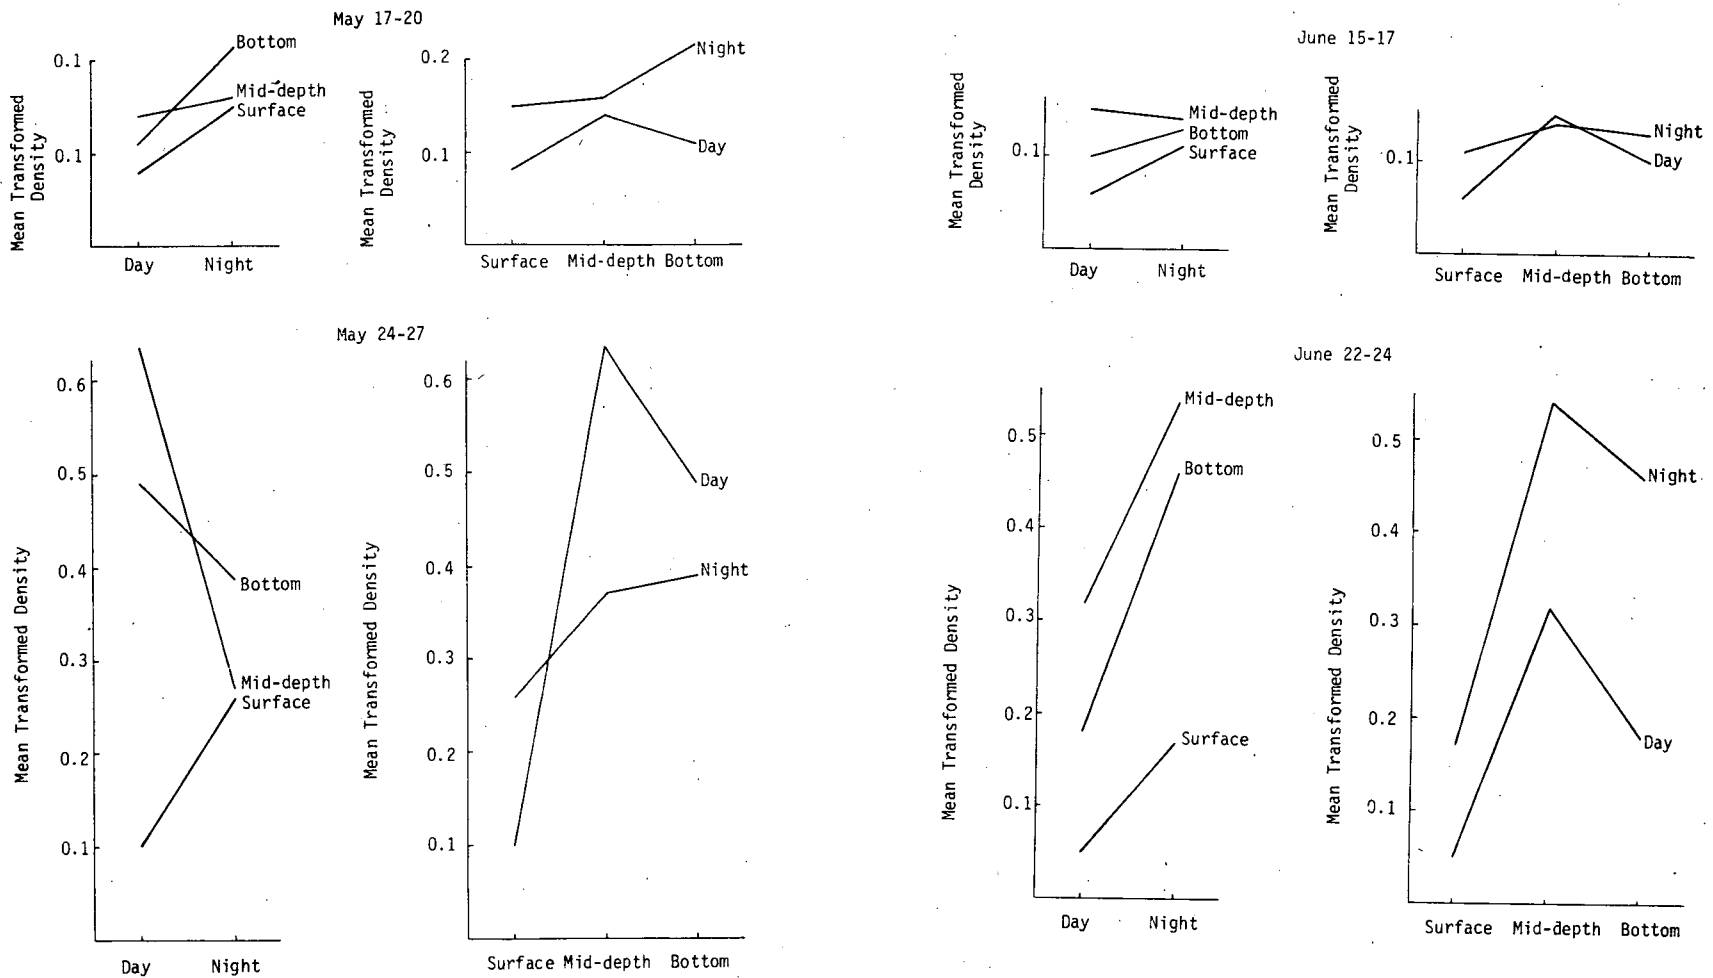 May 17-20
Mean Transformed
Density
0.1
0.1
Bottom
Mid-depth
Surface
Day Night
Mean Transformed
Density
0.2
0.1
Night
Day
Surface Mid-depth Bottom
May 24-27
Mean Transformed Density
0.6
0.5
0.4
0.3
0.2
0.1
Bottom
Mid-depth
Surface
Day Night
Mean Transformed Density
0.6
0.5
0.4
0.3
0.2
0.1
Day
Night
Surface Mid-depth Bottom
June 15-17
Mean Transformed
Density
0.1
Mid-depth
Bottom
Surface
Day Night
Mean Transformed
Density
0.1
Night
Day
Surface Mid-depth Bottom
June 22-24
Mean Transformed Density
0.5
0.4
0.3
0.2
0.1
Mid-depth
Bottom
Surface
Day Night
Mean Transformed Density
0.5
0.4
0.3
0.2
0.1
Night
Day
Surface Mid-depth Bottom